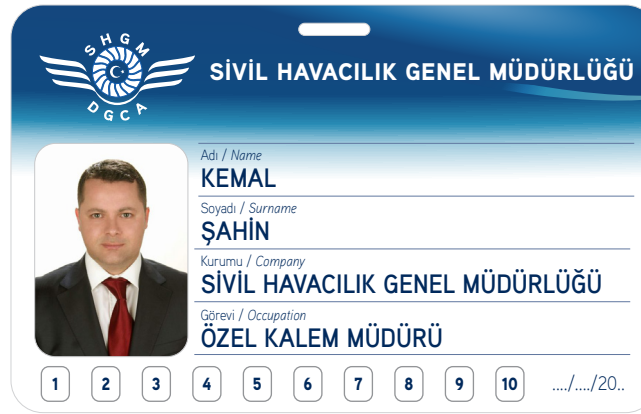 SHGM
SİVİL HAVACILIK GENEL MÜDÜRLÜĞÜ
DGCA
Adı / Name
KEMAL
Soyadı / Surname
ŞAHİN
Kurumu / Company
SİVİL HAVACILIK GENEL MÜDÜRLÜĞÜ
Görevi / Occupation
ÖZEL KALEM MÜDÜRÜ
1 2 3 4 5 6 7 8 9 10 ..../..../20..